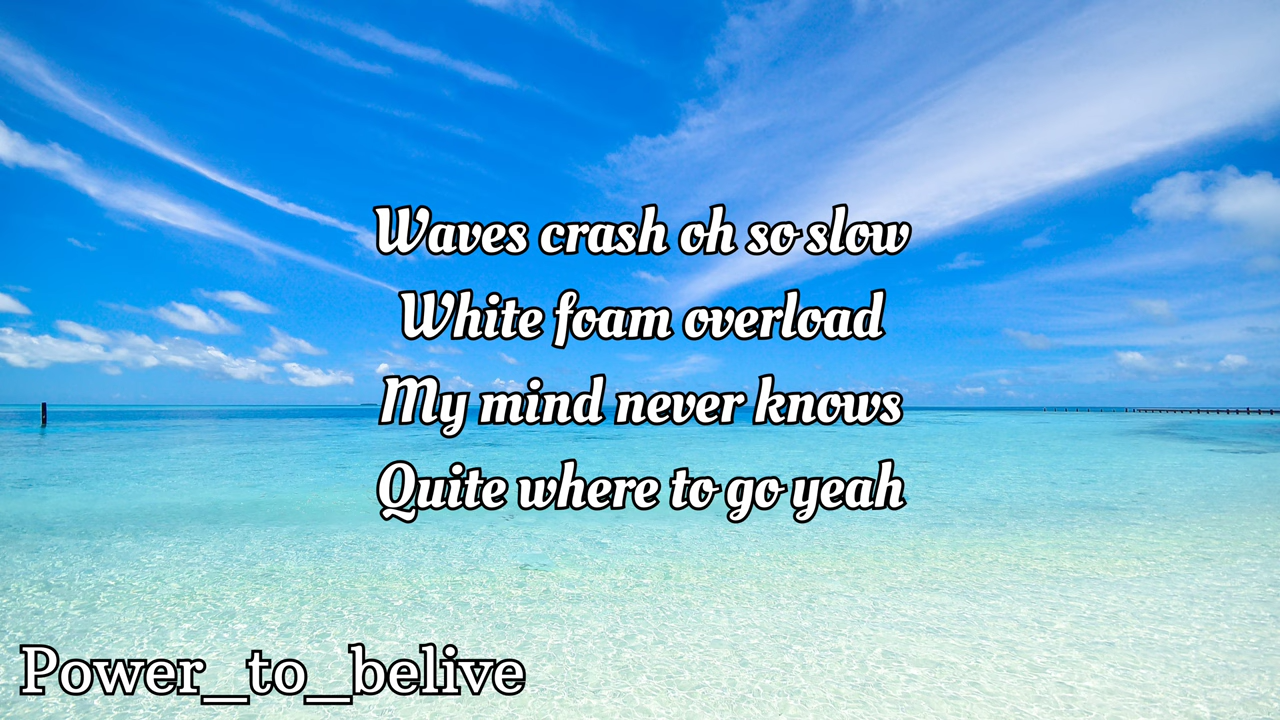 Waves crash oh so slow
White foam overload
My mind never knows
Quite where to go yeah
Power_to_belive